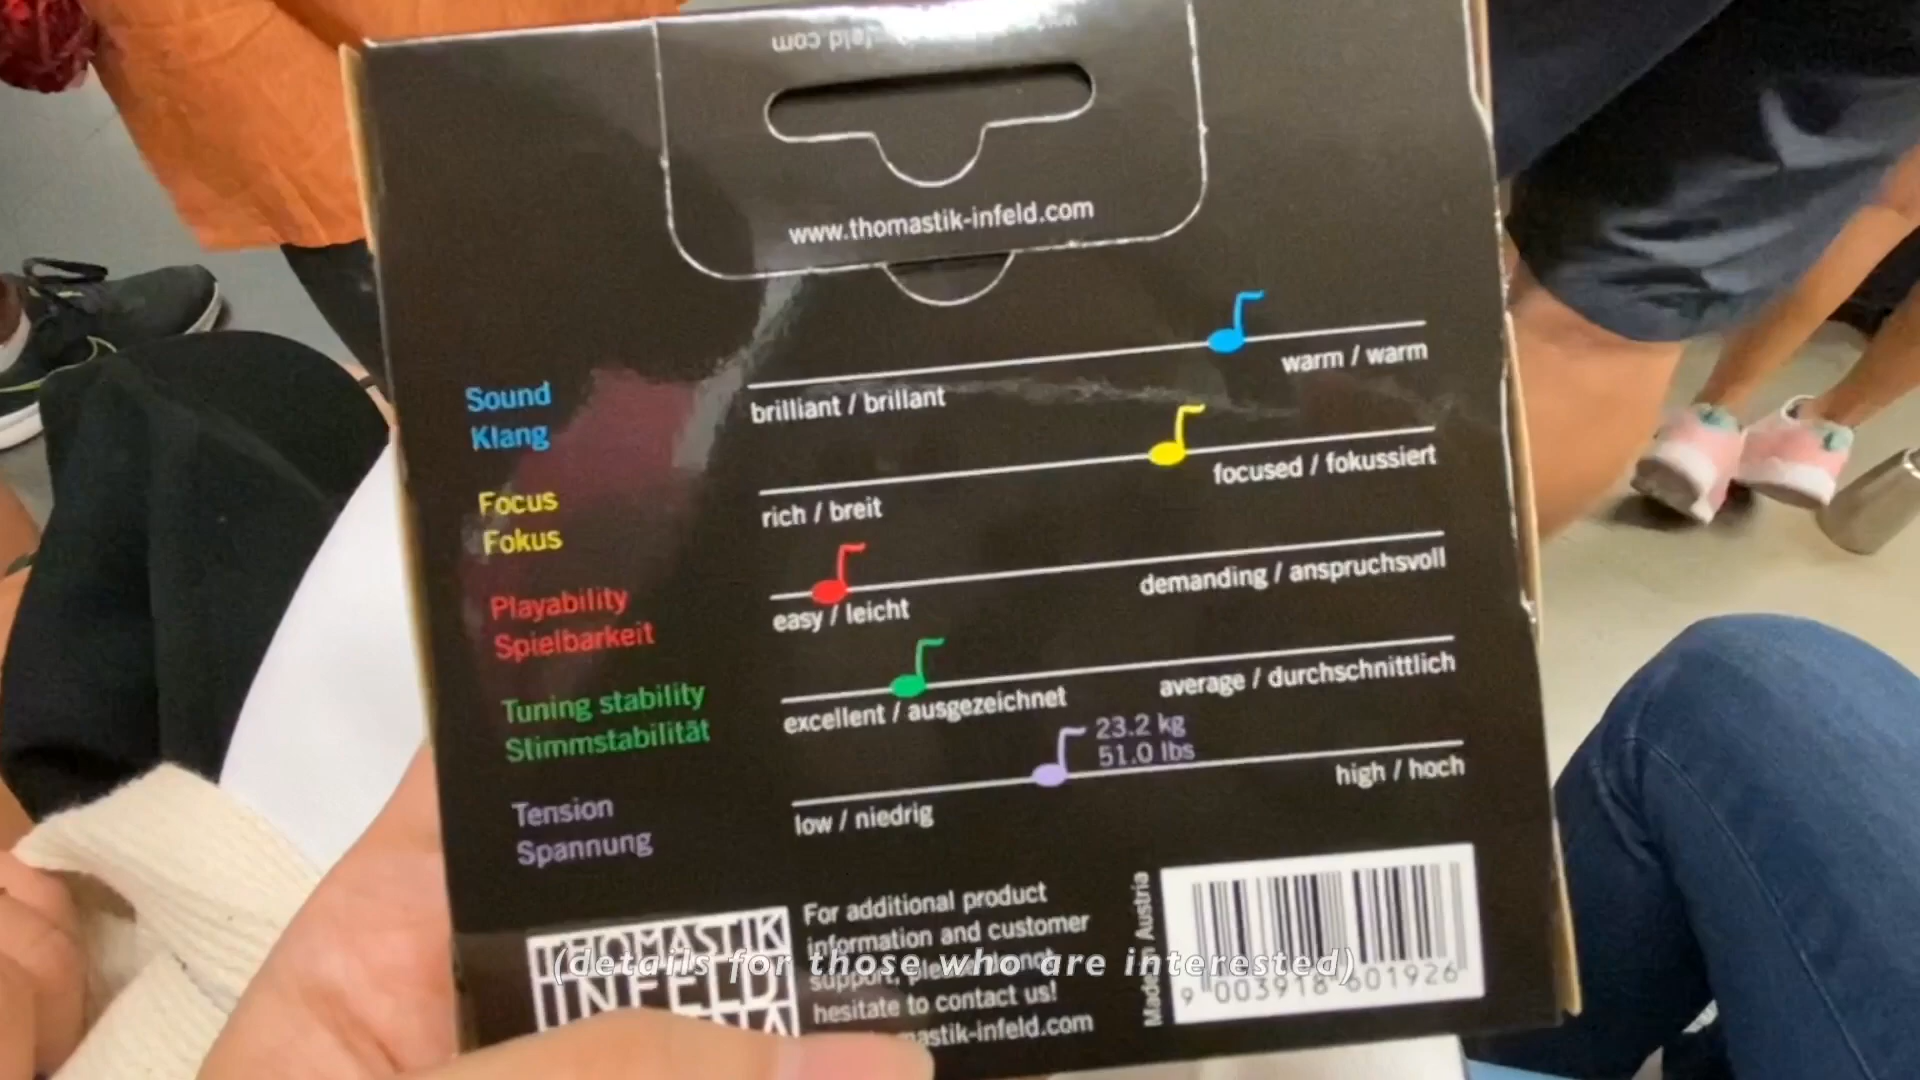 feld.com
www.thomastik-infeld.com
Sound
Klang
brilliant / brillant
warm / warm
Focus
Fokus
rich / breit
focused / fokussiert
Playability
Spielbarkeit
easy / leicht
demanding / anspruchsvoll
Tuning stability
Stimmstabilität
excellent / ausgezeichnet
average / durchschnittlich
Tension
Spannung
23.2 kg
51.0 lbs
low / niedrig
high / hoch
THOMASTIK
INFELD
For additional product
information and customer
support, please do not
hesitate to contact us!
mastik-infeld.com
Made in Austria
9 003918 601926
(details for those who are interested)